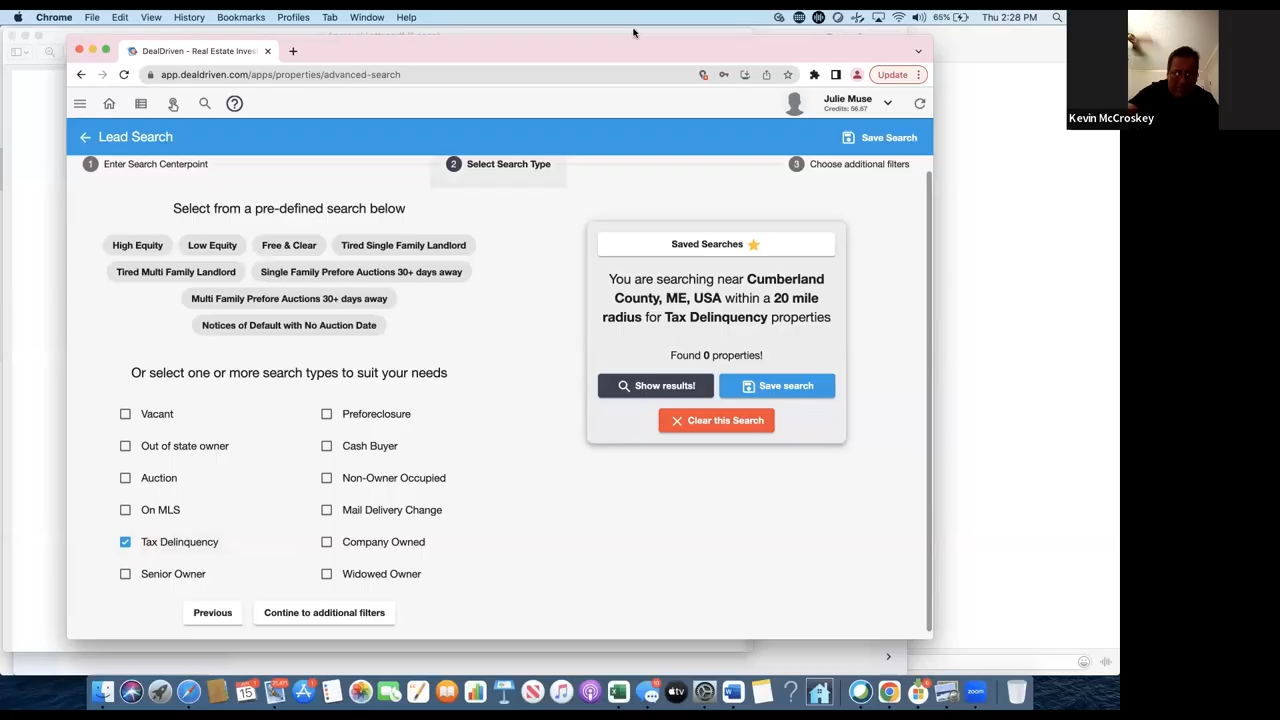 Chrome File Edit View History Bookmarks Profiles Tab Window Help 65% Thu 2:28 PM
DealDriven - Real Estate Invest
app.dealdriven.com/apps/properties/advanced-search Update
Julie Muse
Credits: 56.67
Lead Search Save Search
1 Enter Search Centerpoint 2 Select Search Type 3 Choose additional filters
Select from a pre-defined search below
High Equity Low Equity Free & Clear Tired Single Family Landlord
Tired Multi Family Landlord Single Family Prefore Auctions 30+ days away
Multi Family Prefore Auctions 30+ days away
Notices of Default with No Auction Date
Or select one or more search types to suit your needs
Vacant Preforeclosure
Out of state owner Cash Buyer
Auction Non-Owner Occupied
On MLS Mail Delivery Change
Tax Delinquency Company Owned
Senior Owner Widowed Owner
Previous Contine to additional filters
Saved Searches
You are searching near Cumberland
County, ME, USA within a 20 mile
radius for Tax Delinquency properties
Found 0 properties!
Show results! Save search
Clear this Search
Kevin McCroskey
15
tv
zoom